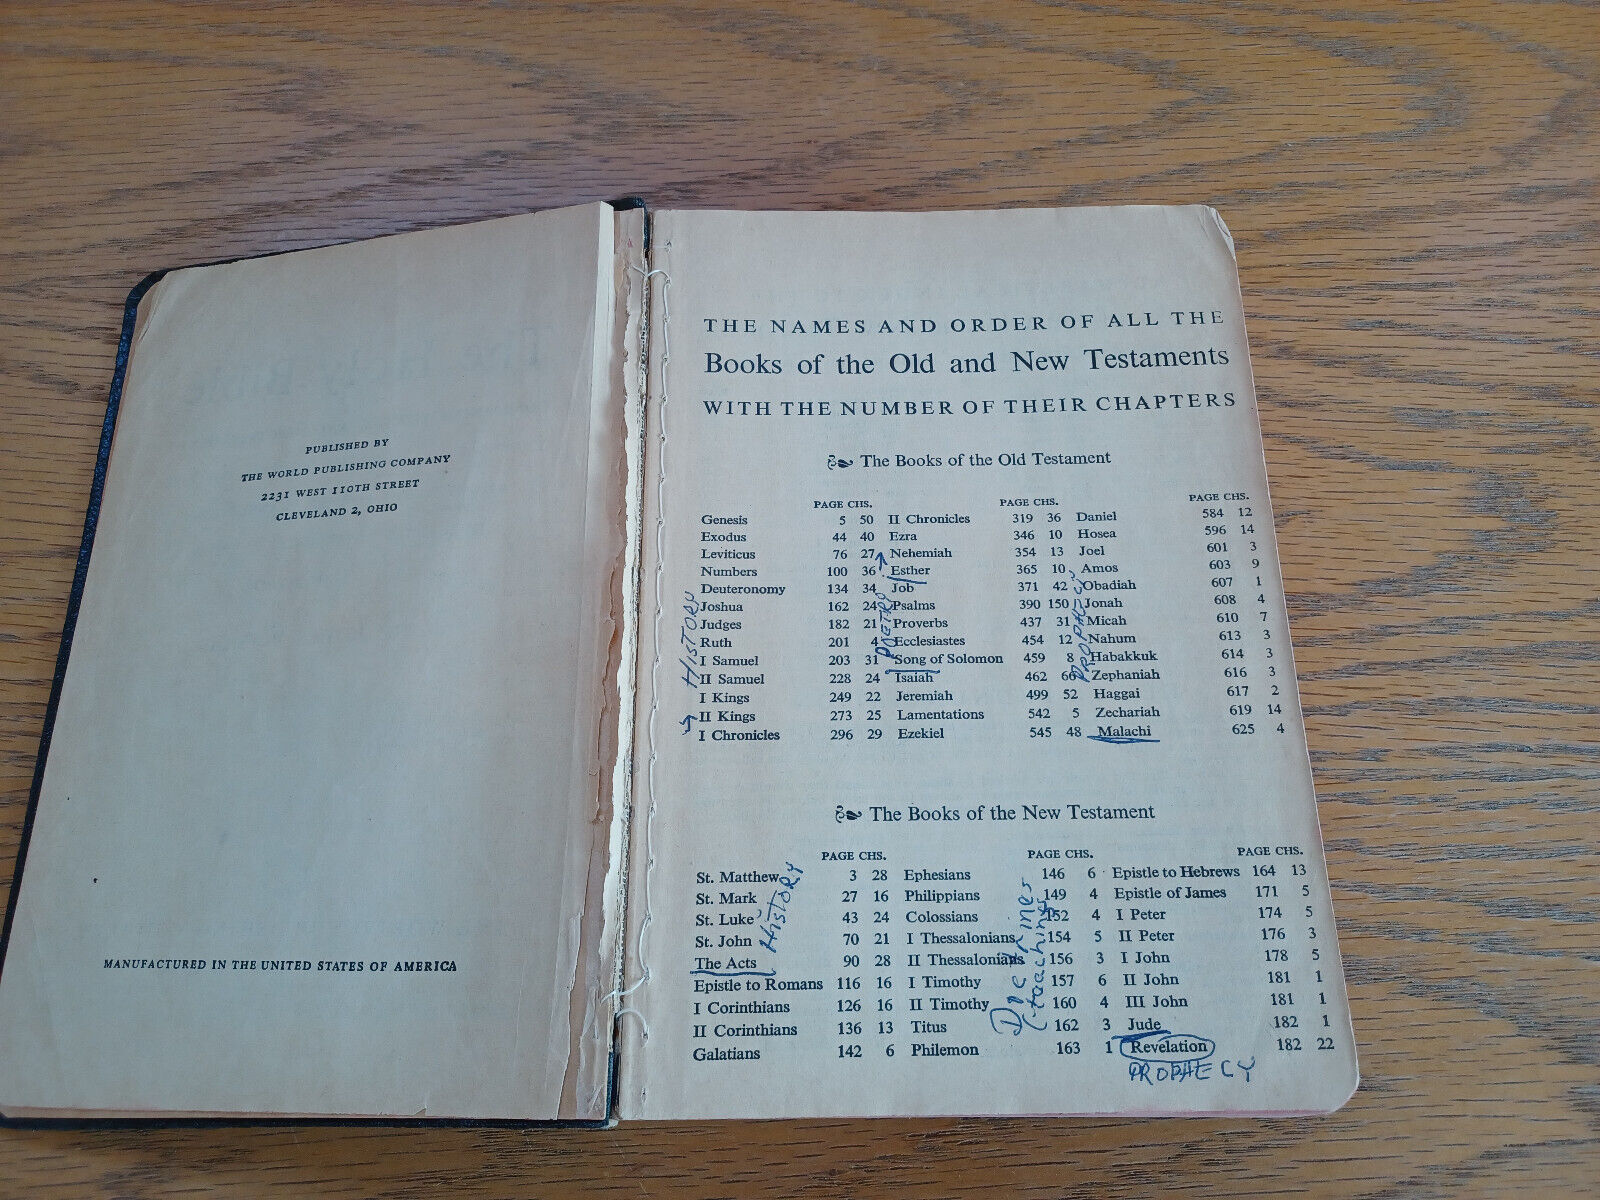 PUBLISHED BY
THE WORLD PUBLISHING COMPANY
2231 WEST 110TH STREET
CLEVELAND 2, OHIO
MANUFACTURED IN THE UNITED STATES OF AMERICA
THE NAMES AND ORDER OF ALL THE
Books of the Old and New Testaments
WITH THE NUMBER OF THEIR CHAPTERS
The Books of the Old Testament
PAGE CHS. PAGE CHS. PAGE CHS.
Genesis 5 50 II Chronicles 319 36 Daniel 584 12
Exodus 44 40 Ezra 346 10 Hosea 596 14
Leviticus 76 27 Nehemiah 354 13 Joel 601 3
Numbers 100 36 Esther 365 10 Amos 603 9
Deuteronomy 134 34 Job 371 42 Obadiah 607 1
Joshua 162 24 Psalms 390 150 Jonah 608 4
Judges 182 21 Proverbs 437 31 Micah 610 7
Ruth 201 4 Ecclesiastes 454 12 Nahum 613 3
I Samuel 203 31 Song of Solomon 459 8 Habakkuk 614 3
II Samuel 228 24 Isaiah 462 66 Zephaniah 616 3
I Kings 249 22 Jeremiah 499 52 Haggai 617 2
II Kings 273 25 Lamentations 542 5 Zechariah 619 14
I Chronicles 296 29 Ezekiel 545 48 Malachi 625 4
HISTORY
POETRY
PROPHECY
The Books of the New Testament
PAGE CHS. PAGE CHS. PAGE CHS.
St. Matthew 3 28 Ephesians 146 6 Epistle to Hebrews 164 13
St. Mark 27 16 Philippians 149 4 Epistle of James 171 5
St. Luke 43 24 Colossians 152 4 I Peter 174 5
St. John 70 21 I Thessalonians 154 5 II Peter 176 3
The Acts 90 28 II Thessalonians 156 3 I John 178 5
Epistle to Romans 116 16 I Timothy 157 6 II John 181 1
I Corinthians 126 16 II Timothy 160 4 III John 181 1
II Corinthians 136 13 Titus 162 3 Jude 182 1
Galatians 142 6 Philemon 163 1 Revelation 182 22
HISTORY
(teachings
PROPHECY